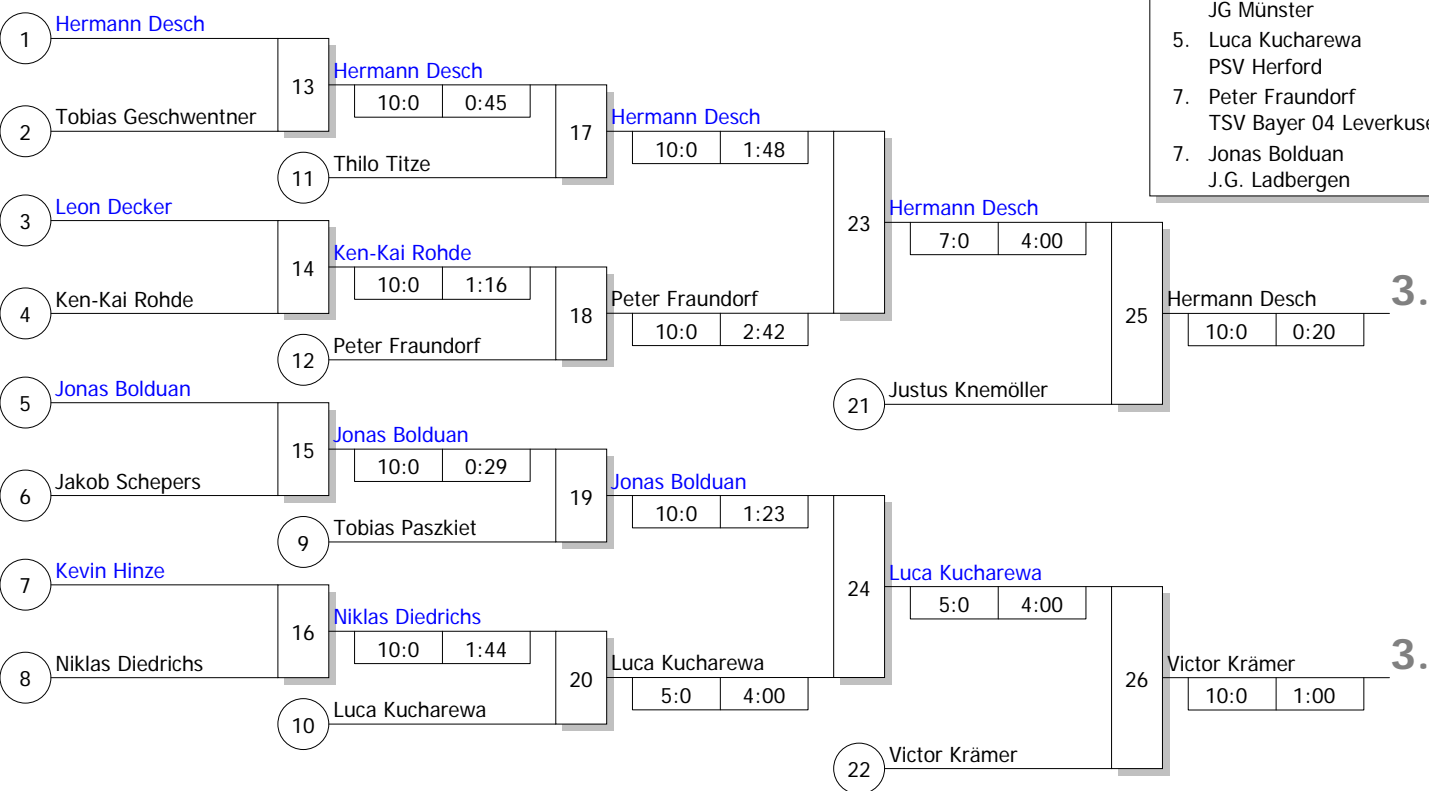 JG Münster
5. Luca Kucharewa
PSV Herford
7. Peter Fraundorf
TSV Bayer 04 Leverkuse
7. Jonas Bolduan
J.G. Ladbergen
1 Hermann Desch
13 Hermann Desch
10:0 0:45
2 Tobias Geschwentner
17 Hermann Desch
10:0 1:48
11 Thilo Titze
3 Leon Decker
23 Hermann Desch
7:0 4:00
14 Ken-Kai Rohde
10:0 1:16
4 Ken-Kai Rohde
18 Peter Fraundorf
10:0 2:42
25 Hermann Desch 3.
10:0 0:20
12 Peter Fraundorf
5 Jonas Bolduan
21 Justus Knemöller
15 Jonas Bolduan
10:0 0:29
6 Jakob Schepers
19 Jonas Bolduan
10:0 1:23
9 Tobias Paszkiet
7 Kevin Hinze
24 Luca Kucharewa
5:0 4:00
16 Niklas Diedrichs
10:0 1:44
8 Niklas Diedrichs
20 Luca Kucharewa
5:0 4:00
26 Victor Krämer 3.
10:0 1:00
10 Luca Kucharewa
22 Victor Krämer